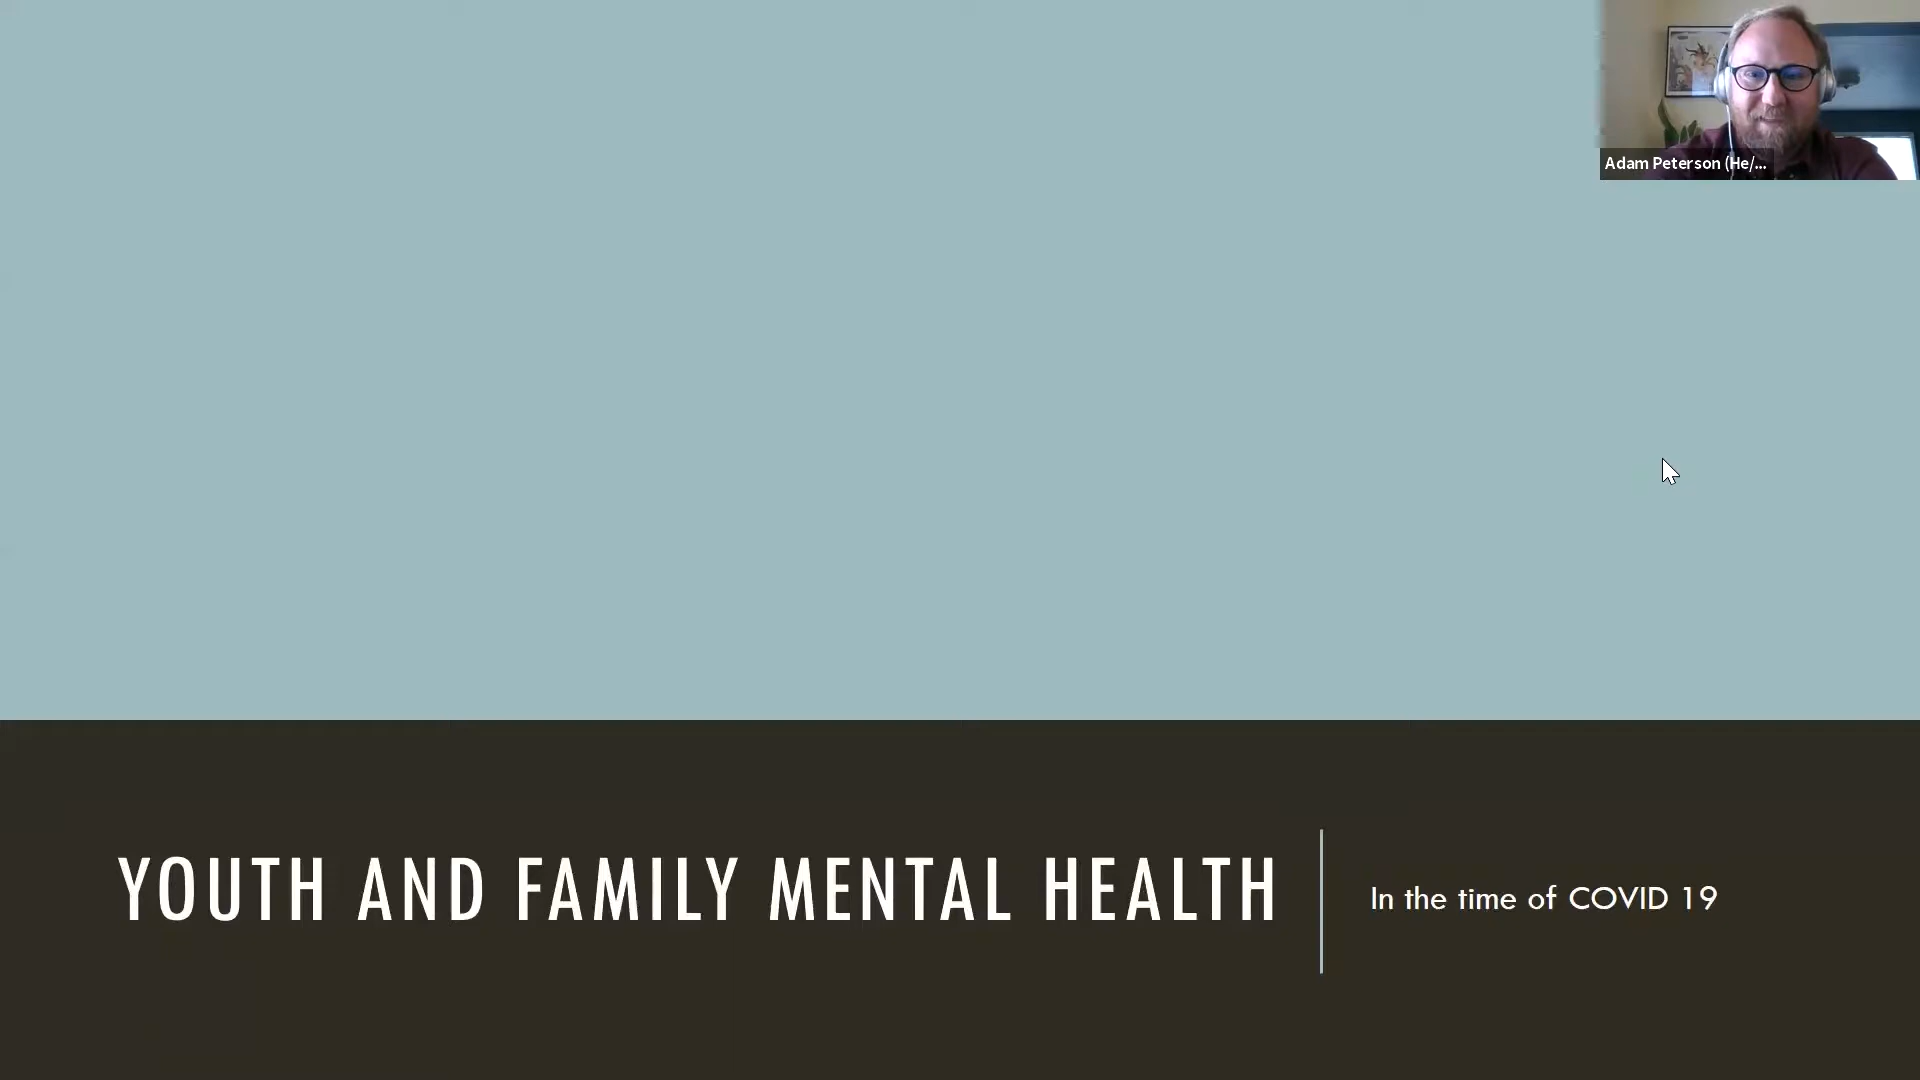 Adam Peterson (He/...
YOUTH AND FAMILY MENTAL HEALTH
In the time of COVID 19